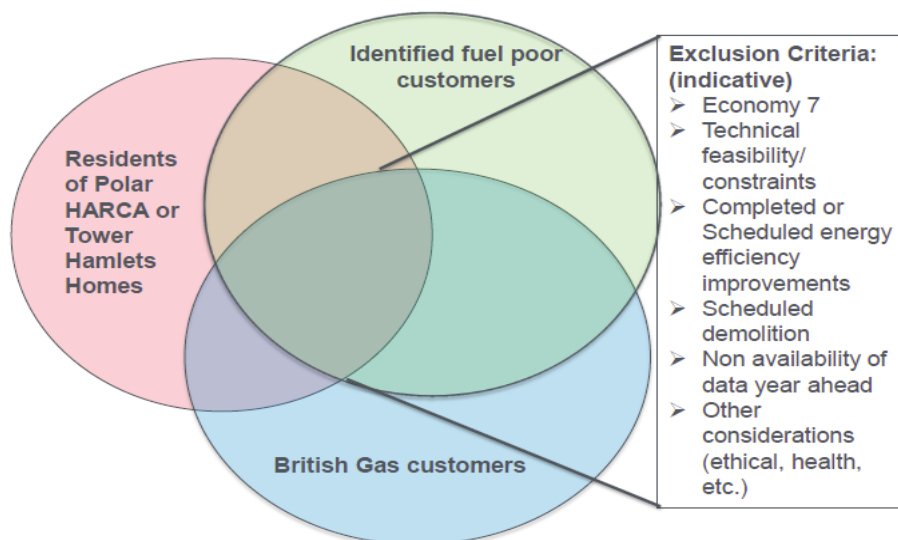 Identified fuel poor
customers
Residents
of Polar
HARCA or
Tower
Hamlets
Homes
British Gas customers
Exclusion Criteria:
(indicative)
➢ Economy 7
➢ Technical
feasibility/
constraints
➢ Completed or
Scheduled energy
efficiency
improvements
➢ Scheduled
demolition
➢ Non availability of
data year ahead
➢ Other
considerations
(ethical, health,
etc.)